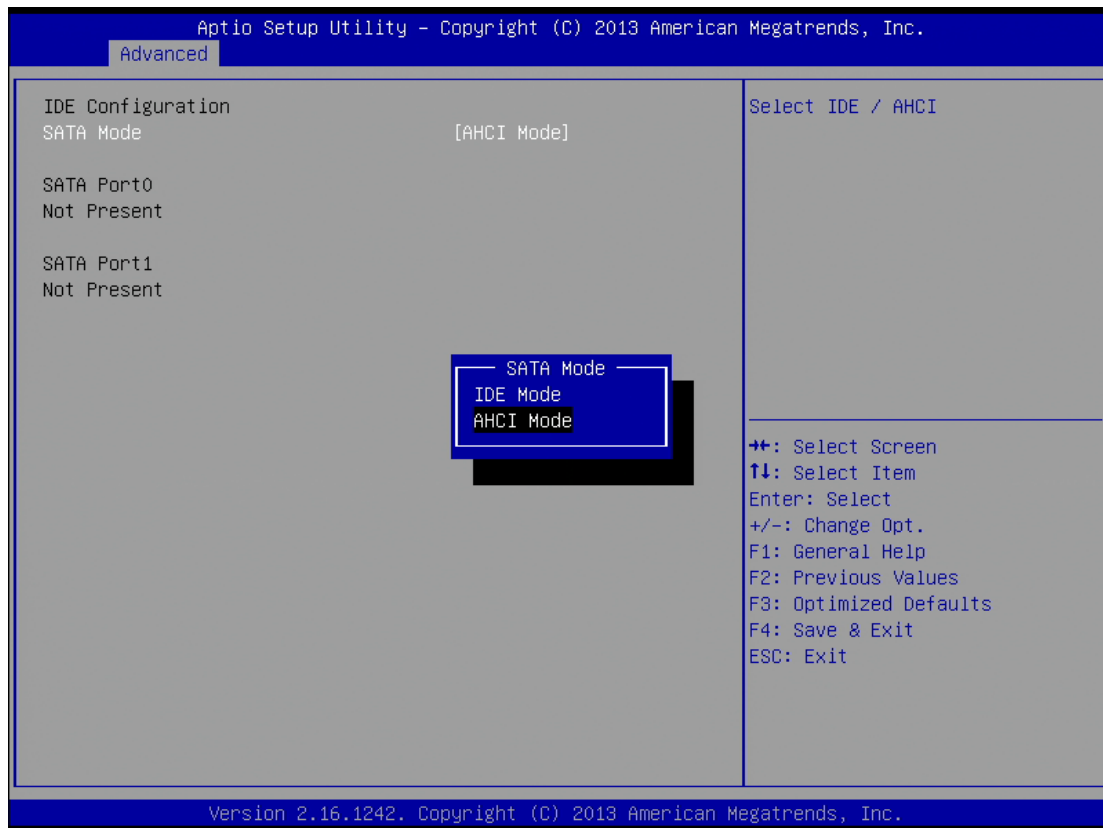 Aptio Setup Utility – Copyright (C) 2013 American Megatrends, Inc.
Advanced
IDE Configuration
SATA Mode [AHCI Mode]
SATA Port0
Not Present
SATA Port1
Not Present
SATA Mode
IDE Mode
AHCI Mode
Select IDE / AHCI
→←: Select Screen
↑↓: Select Item
Enter: Select
+/-: Change Opt.
F1: General Help
F2: Previous Values
F3: Optimized Defaults
F4: Save & Exit
ESC: Exit
Version 2.16.1242. Copyright (C) 2013 American Megatrends, Inc.